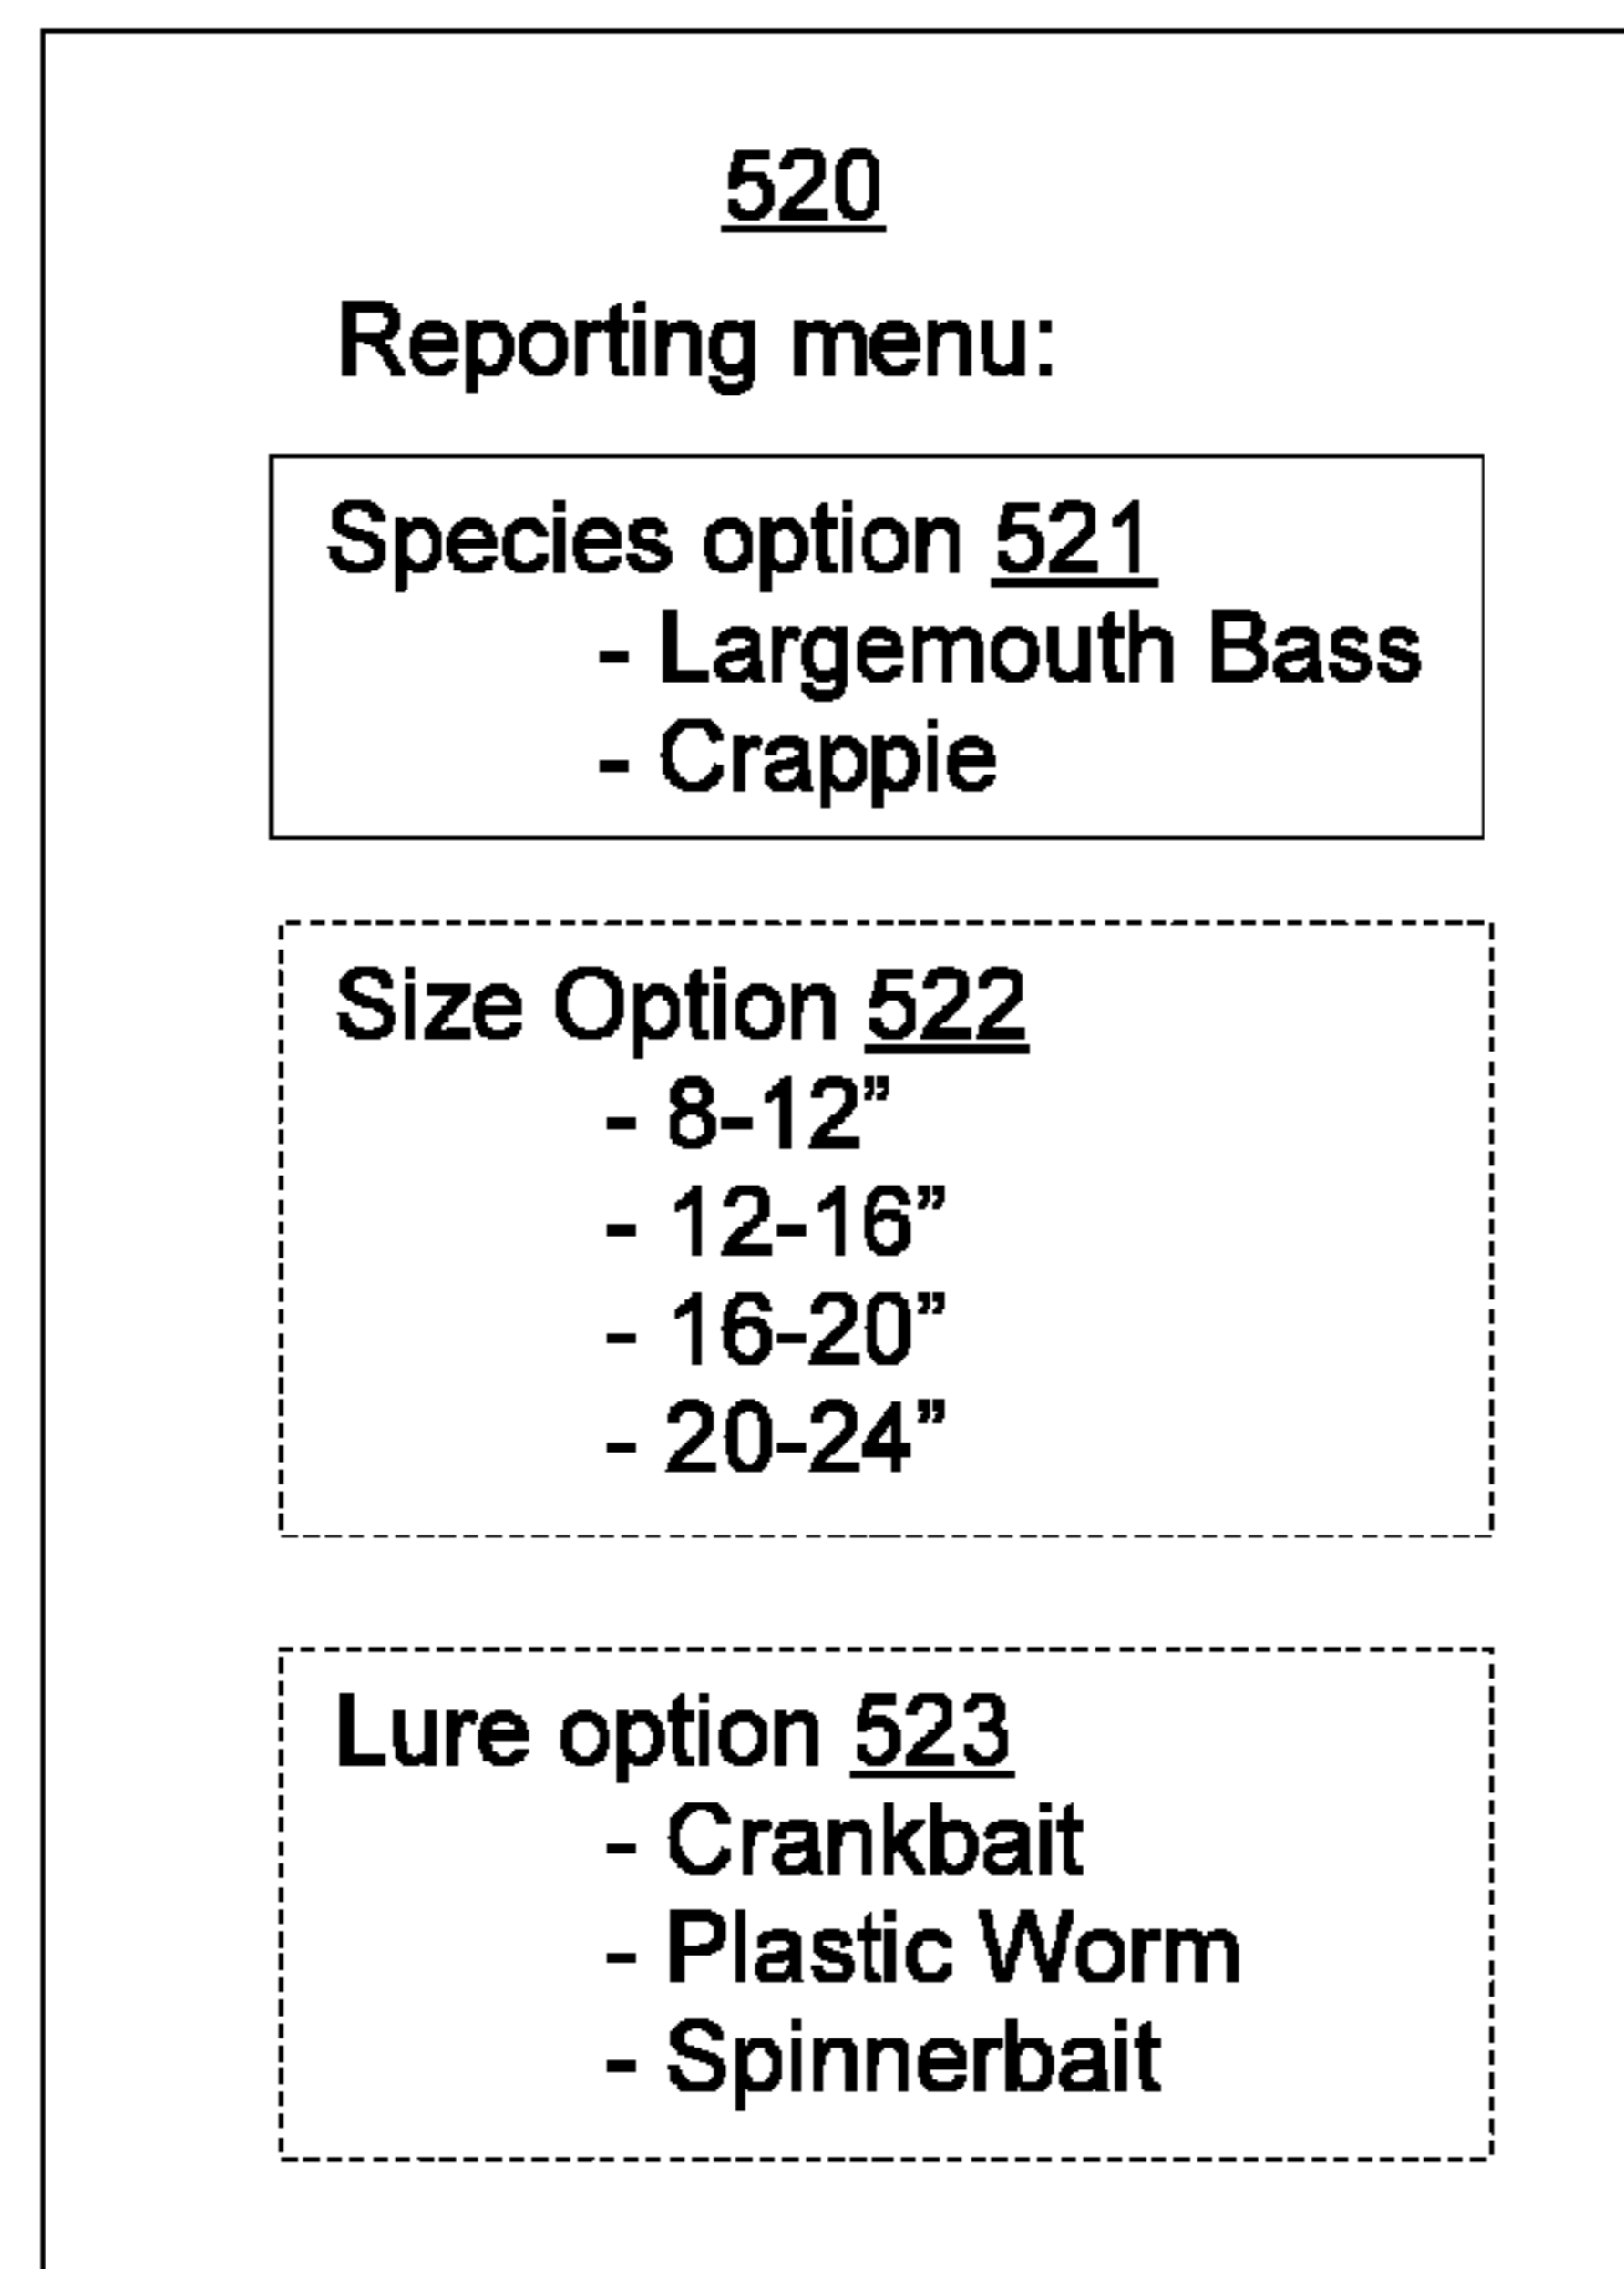 520
Reporting menu:
Species option 521
- Largemouth Bass
- Crappie
Size Option 522
- 8-12”
- 12-16”
- 16-20”
- 20-24”
Lure option 523
- Crankbait
- Plastic Worm
- Spinnerbait